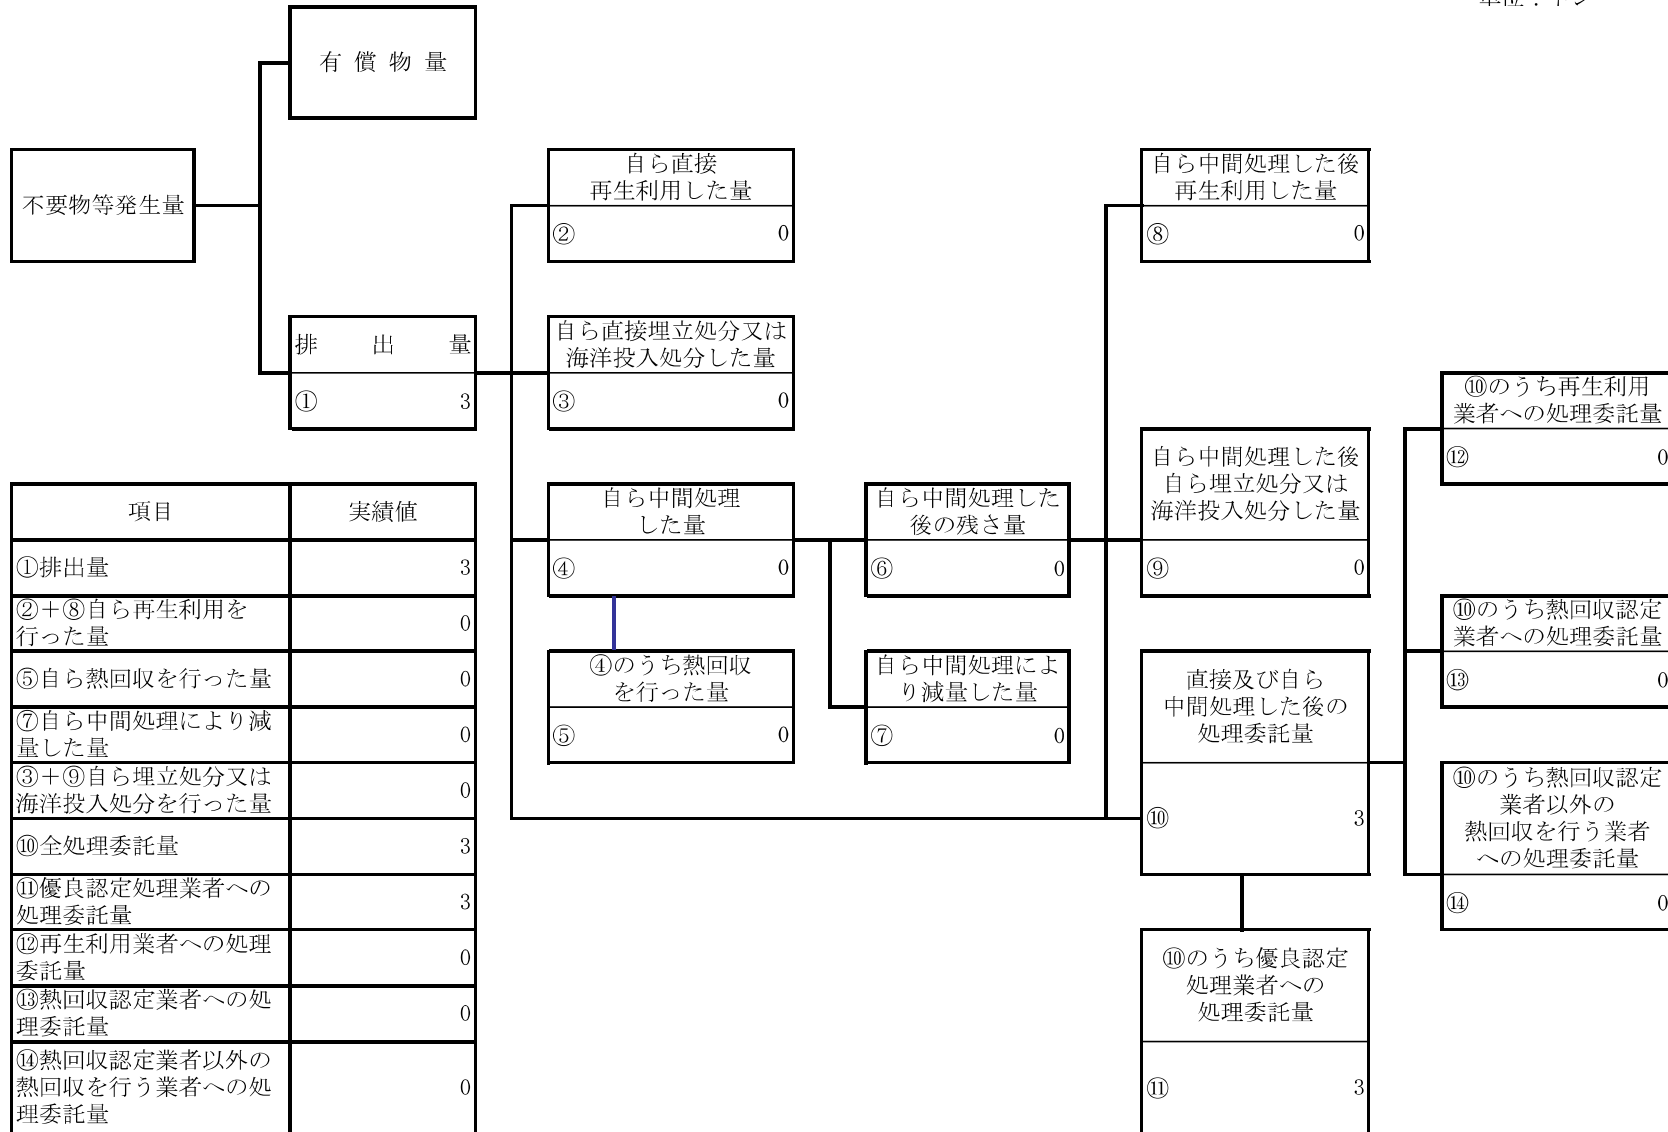 有償物量
不要物等発生量
自ら直接
再生利用した量
② 0
自ら中間処理した後
再生利用した量
⑧ 0
排出量
① 3
自ら直接埋立処分又は
海洋投入処分した量
③ 0
⑩のうち再生利用
業者への処理委託量
⑫ 0
自ら中間処理した後
自ら埋立処分又は
海洋投入処分した量
⑨ 0
自ら中間処理
した量
④ 0
自ら中間処理した
後の残さ量
⑥ 0
⑩のうち熱回収認定
業者への処理委託量
⑬ 0
④のうち熱回収
を行った量
⑤ 0
自ら中間処理によ
り減量した量
⑦ 0
直接及び自ら
中間処理した後の
処理委託量
⑩ 3
⑩のうち熱回収認定
業者以外の
熱回収を行う業者
への処理委託量
⑭ 0
⑩のうち優良認定
処理業者への
処理委託量
⑪ 3
項目 実績値
①排出量 3
②+⑧自ら再生利用を
行った量 0
⑤自ら熱回収を行った量 0
⑦自ら中間処理により減
量した量 0
③+⑨自ら埋立処分又は
海洋投入処分を行った量 0
⑩全処理委託量 3
⑪優良認定処理業者への
処理委託量 3
⑫再生利用業者への処理
委託量 0
⑬熱回収認定業者への処
理委託量 0
⑭熱回収認定業者以外の
熱回収を行う業者への処
理委託量 0